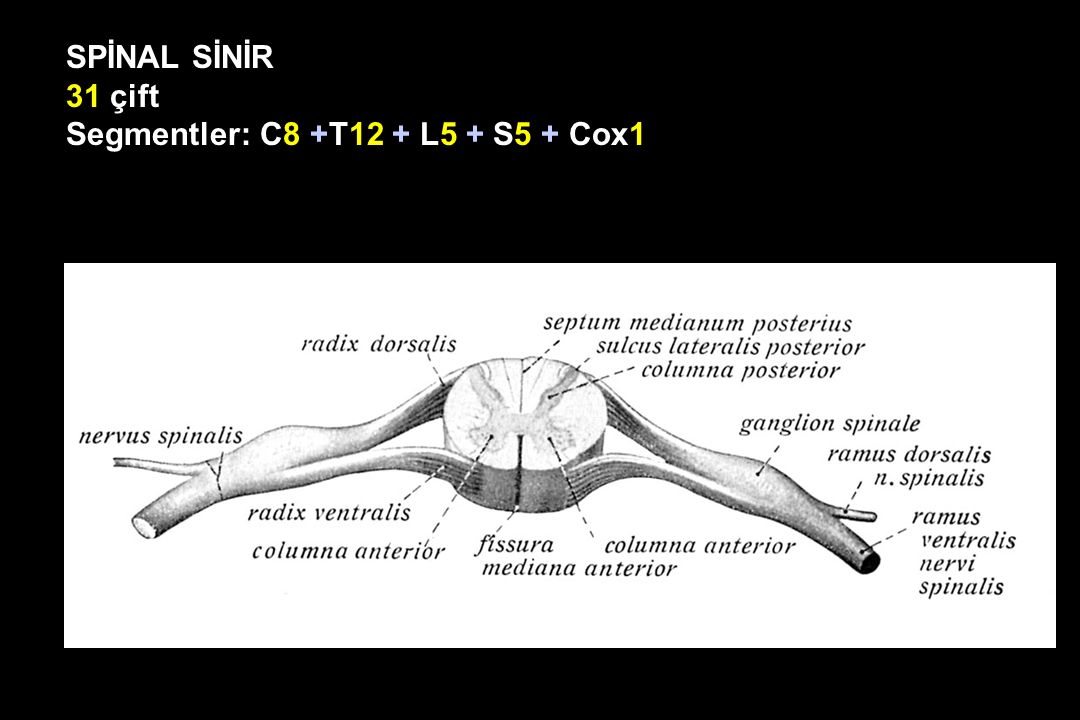 SPİNAL SİNİR
31 çift
Segmentler: C8 +T12 + L5 + S5 + Cox1
septum medianum posterius
radix dorsalis
sulcus lateralis posterior
columna posterior
nervus spinalis
ganglion spinale
ramus dorsalis
n. spinalis
radix ventralis
columna anterior
fissura
mediana anterior
columna anterior
ramus
ventralis
nervi
spinalis